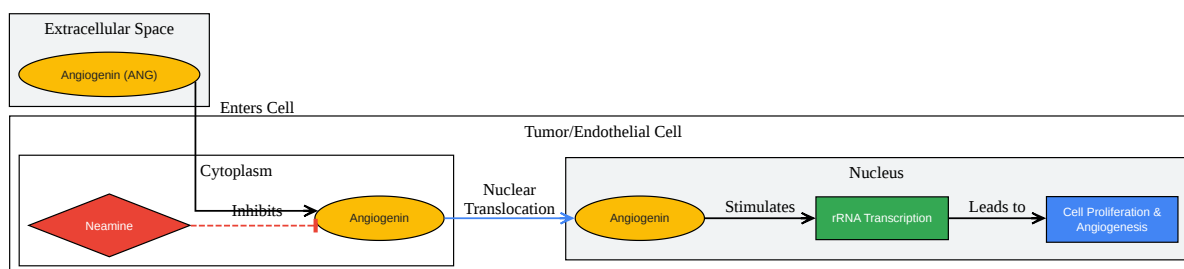 Extracellular Space
Angiogenin (ANG)
Enters Cell
Tumor/Endothelial Cell
Cytoplasm
Neamine
Inhibits
Angiogenin
Nuclear
Translocation
Nucleus
Angiogenin
Stimulates
rRNA Transcription
Leads to
Cell Proliferation &
Angiogenesis